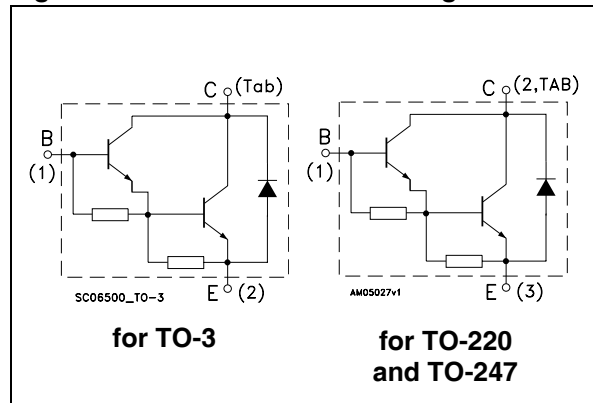 C (Tab)
B
(1)
SC06500_TO-3
E (2)
for TO-3
C (2,TAB)
B
(1)
AM05027v1
E (3)
for TO-220
and TO-247